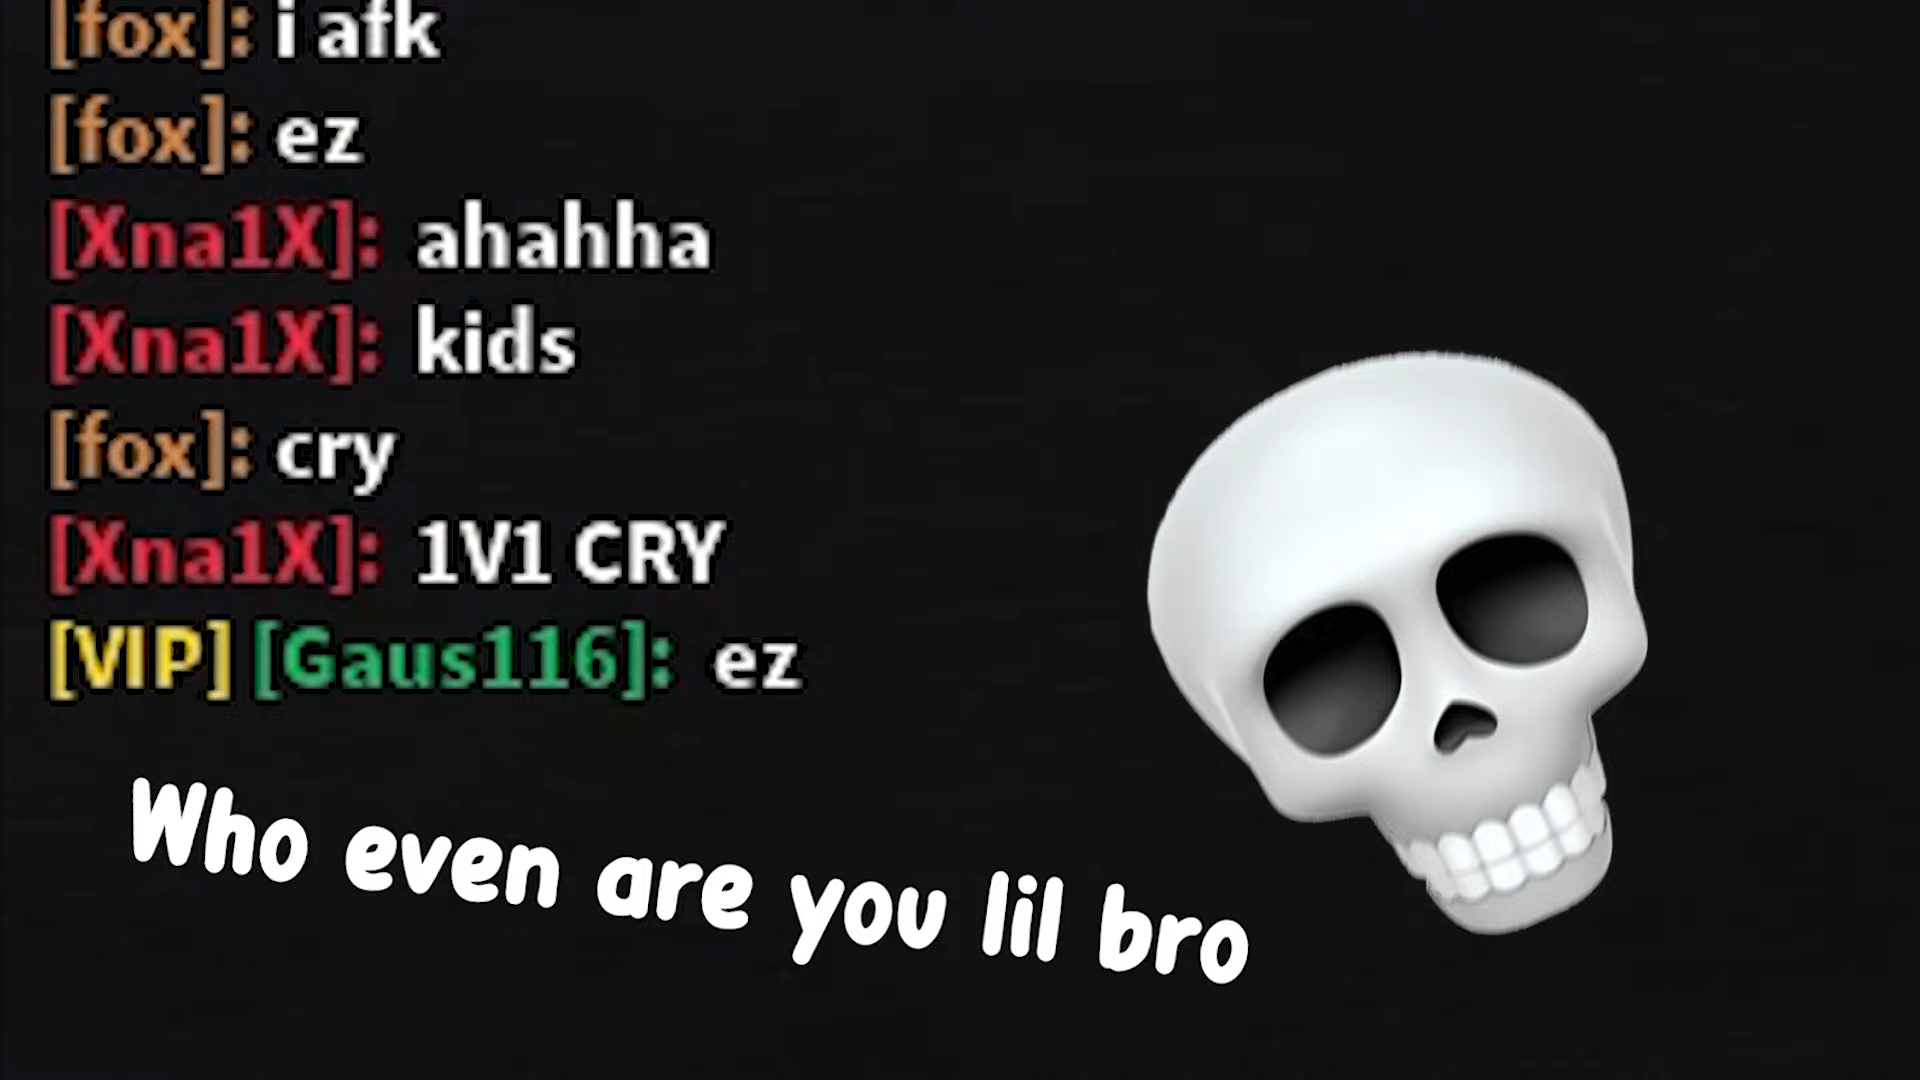 [fox]: i afk
[fox]: ez
[Xna1X]: ahahha
[Xna1X]: kids
[fox]: cry
[Xna1X]: 1V1 CRY
[VIP] [Gaus116]: ez
Who even are you lil bro